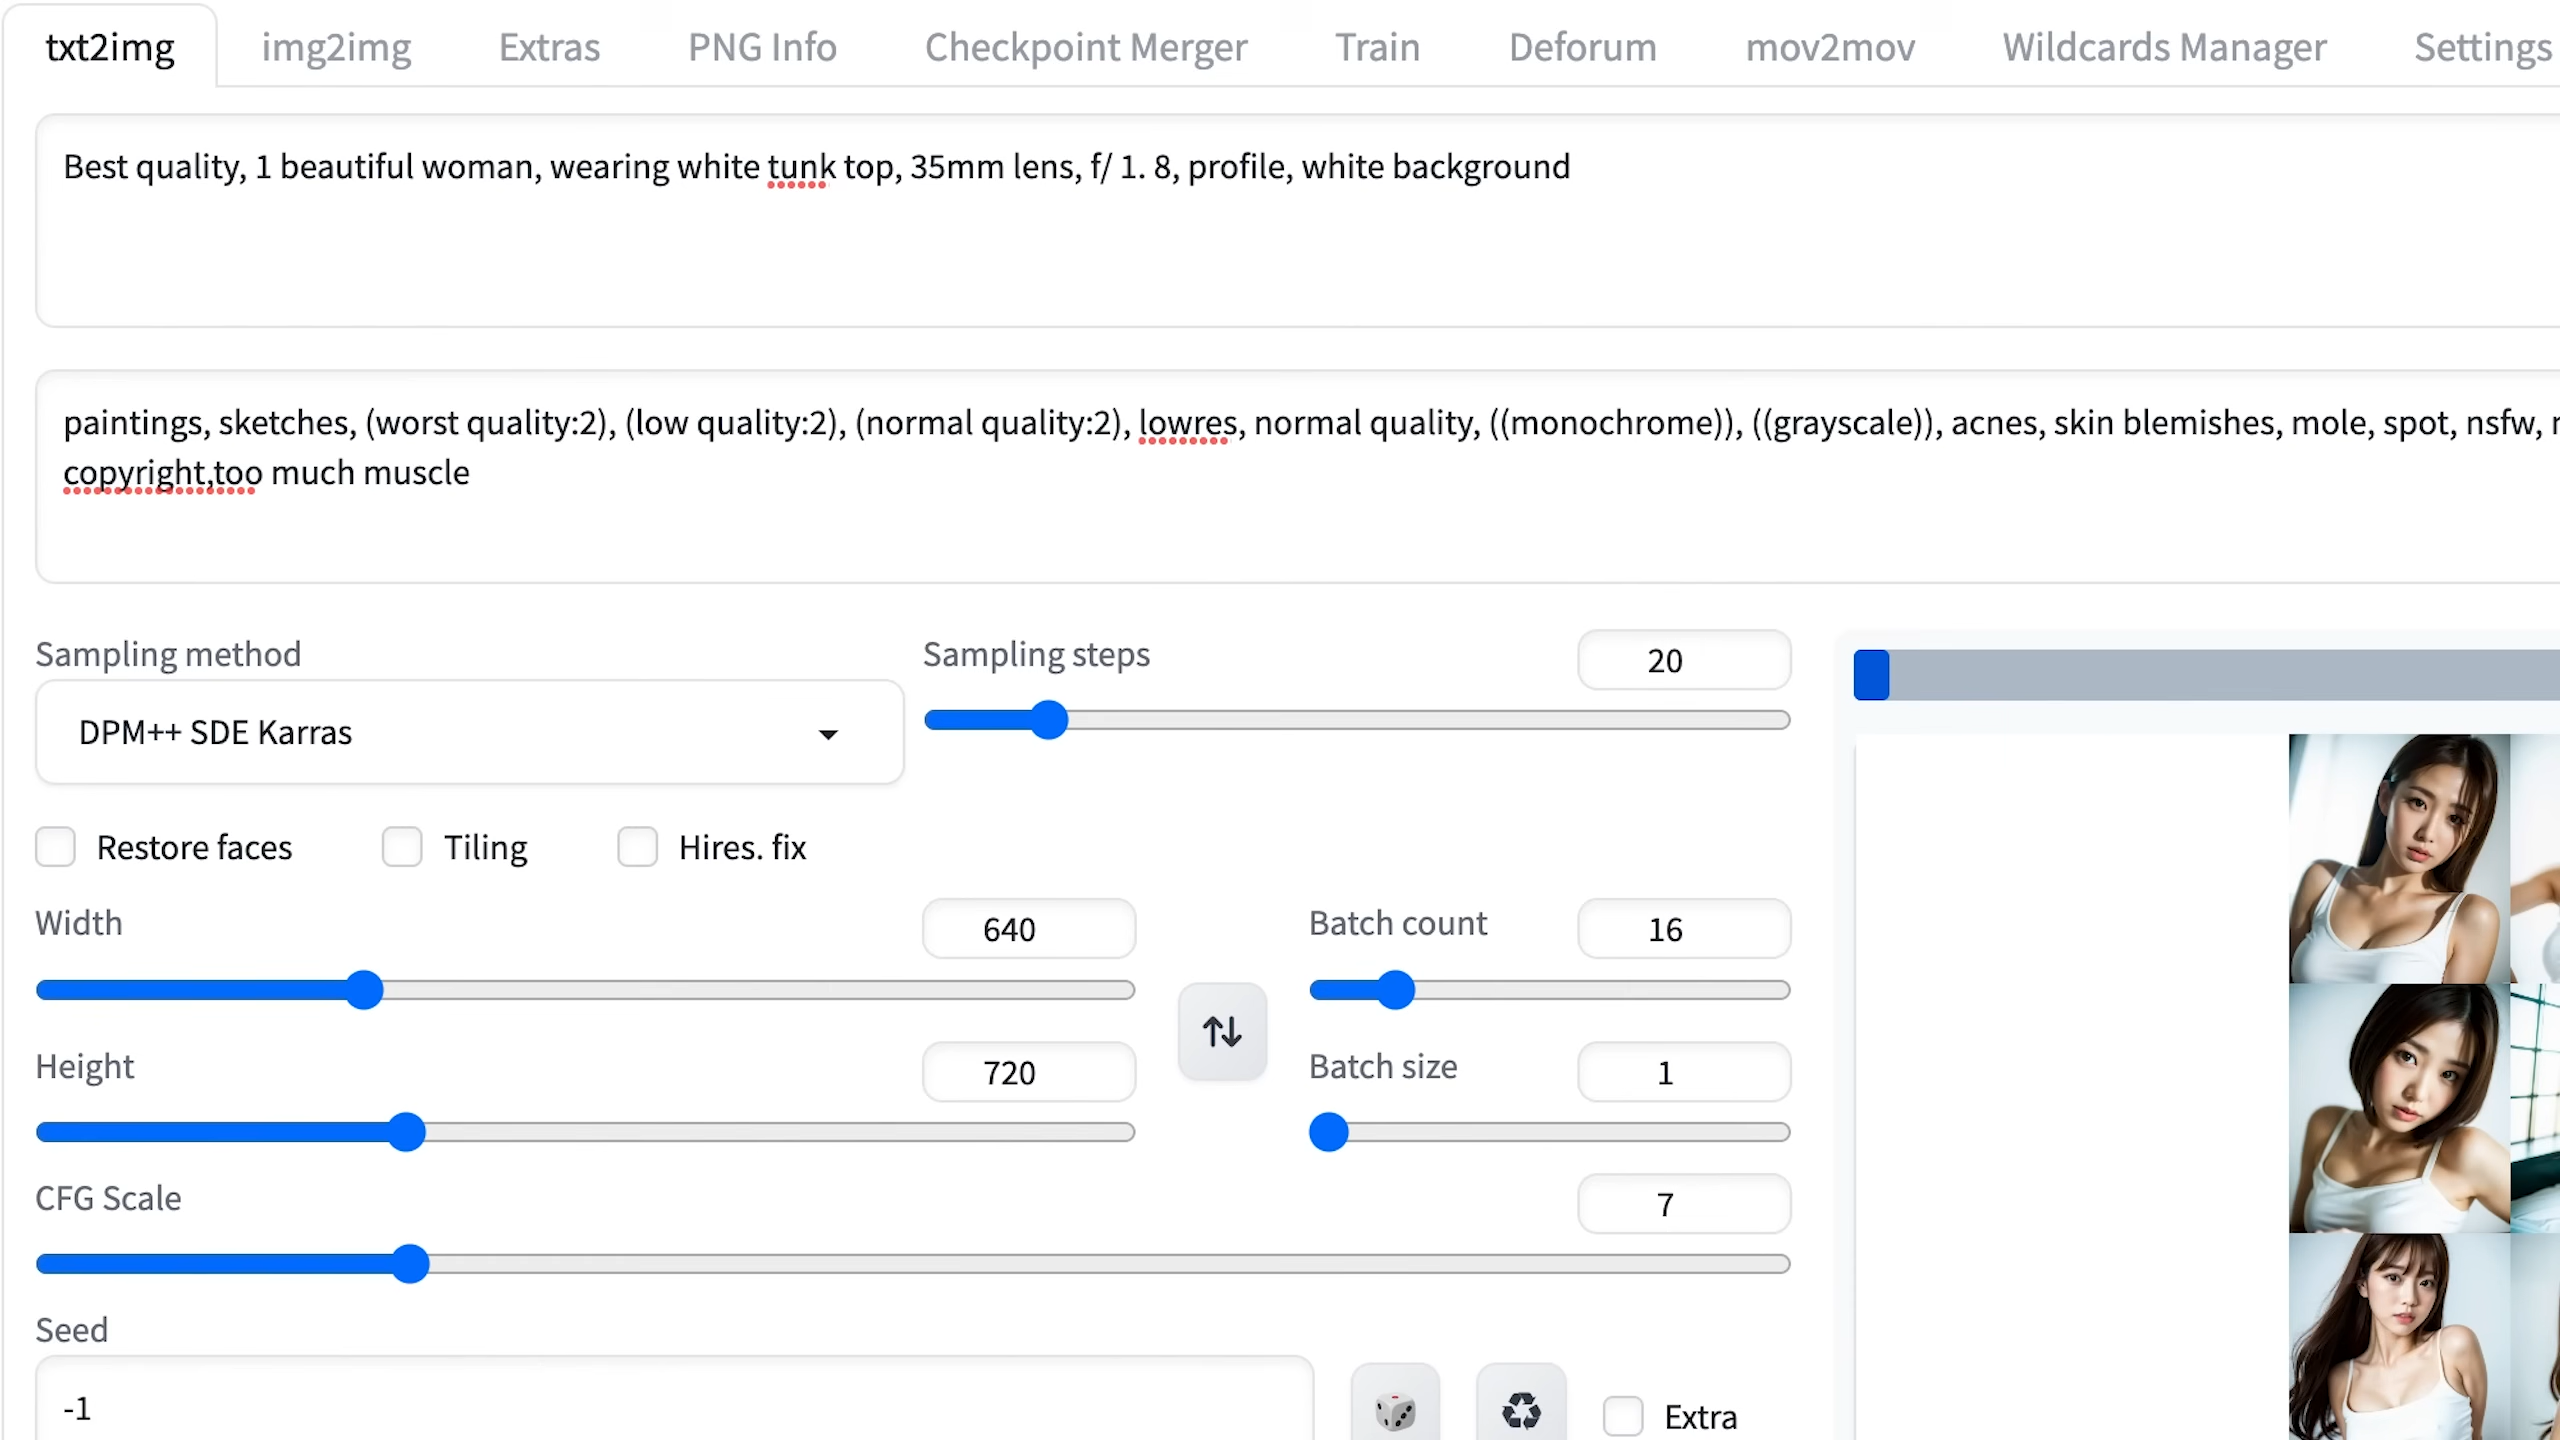 txt2img img2img Extras PNG Info Checkpoint Merger Train Deforum mov2mov Wildcards Manager Settings
Best quality, 1 beautiful woman, wearing white tunk top, 35mm lens, f/ 1. 8, profile, white background
paintings, sketches, (worst quality:2), (low quality:2), (normal quality:2), lowres, normal quality, ((monochrome)), ((grayscale)), acnes, skin blemishes, mole, spot, nsfw,
copyright,too much muscle
Sampling method
DPM++ SDE Karras
Sampling steps 20
Restore faces Tiling Hires. fix
Width 640
Batch count 16
Height 720
Batch size 1
CFG Scale 7
Seed
-1
Extra